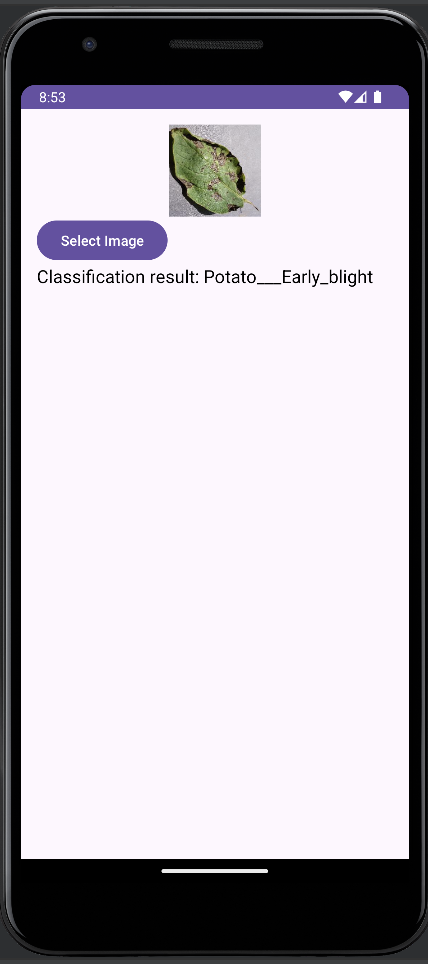 8:53
Select Image
Classification result: Potato___Early_blight